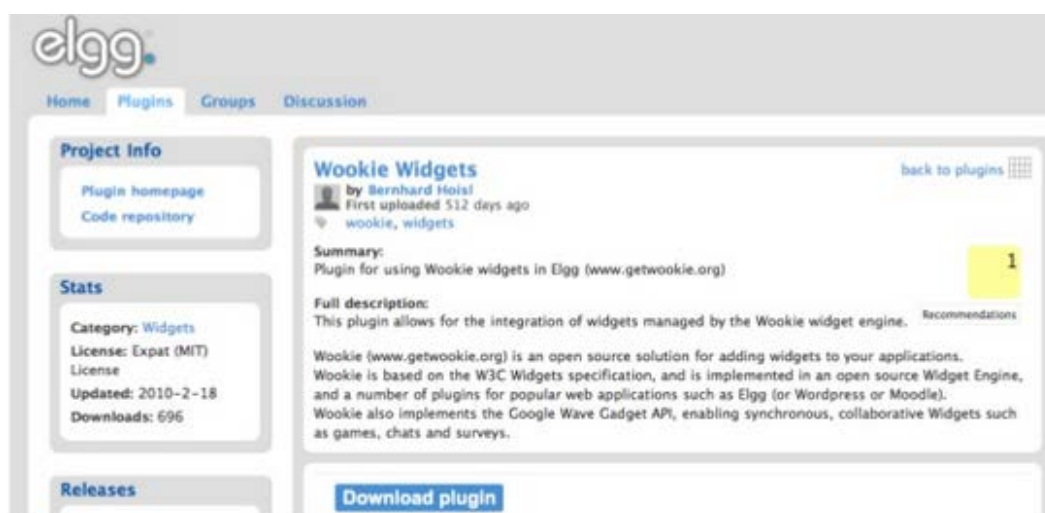 elgg.
Home Plugins Groups Discussion
Project Info
Plugin homepage
Code repository
Stats
Category: Widgets
License: Expat (MIT)
License
Updated: 2010-2-18
Downloads: 696
Releases
Wookie Widgets
back to plugins
by Bernhard Hoisl
First uploaded 512 days ago
wookie, widgets
Summary:
Plugin for using Wookie widgets in Elgg (www.getwookie.org)
1
Recommendations
Full description:
This plugin allows for the integration of widgets managed by the Wookie widget engine.
Wookie (www.getwookie.org) is an open source solution for adding widgets to your applications.
Wookie is based on the W3C Widgets specification, and is implemented in an open source Widget Engine,
and a number of plugins for popular web applications such as Elgg (or Wordpress or Moodle).
Wookie also implements the Google Wave Gadget API, enabling synchronous, collaborative Widgets such
as games, chats and surveys.
Download plugin